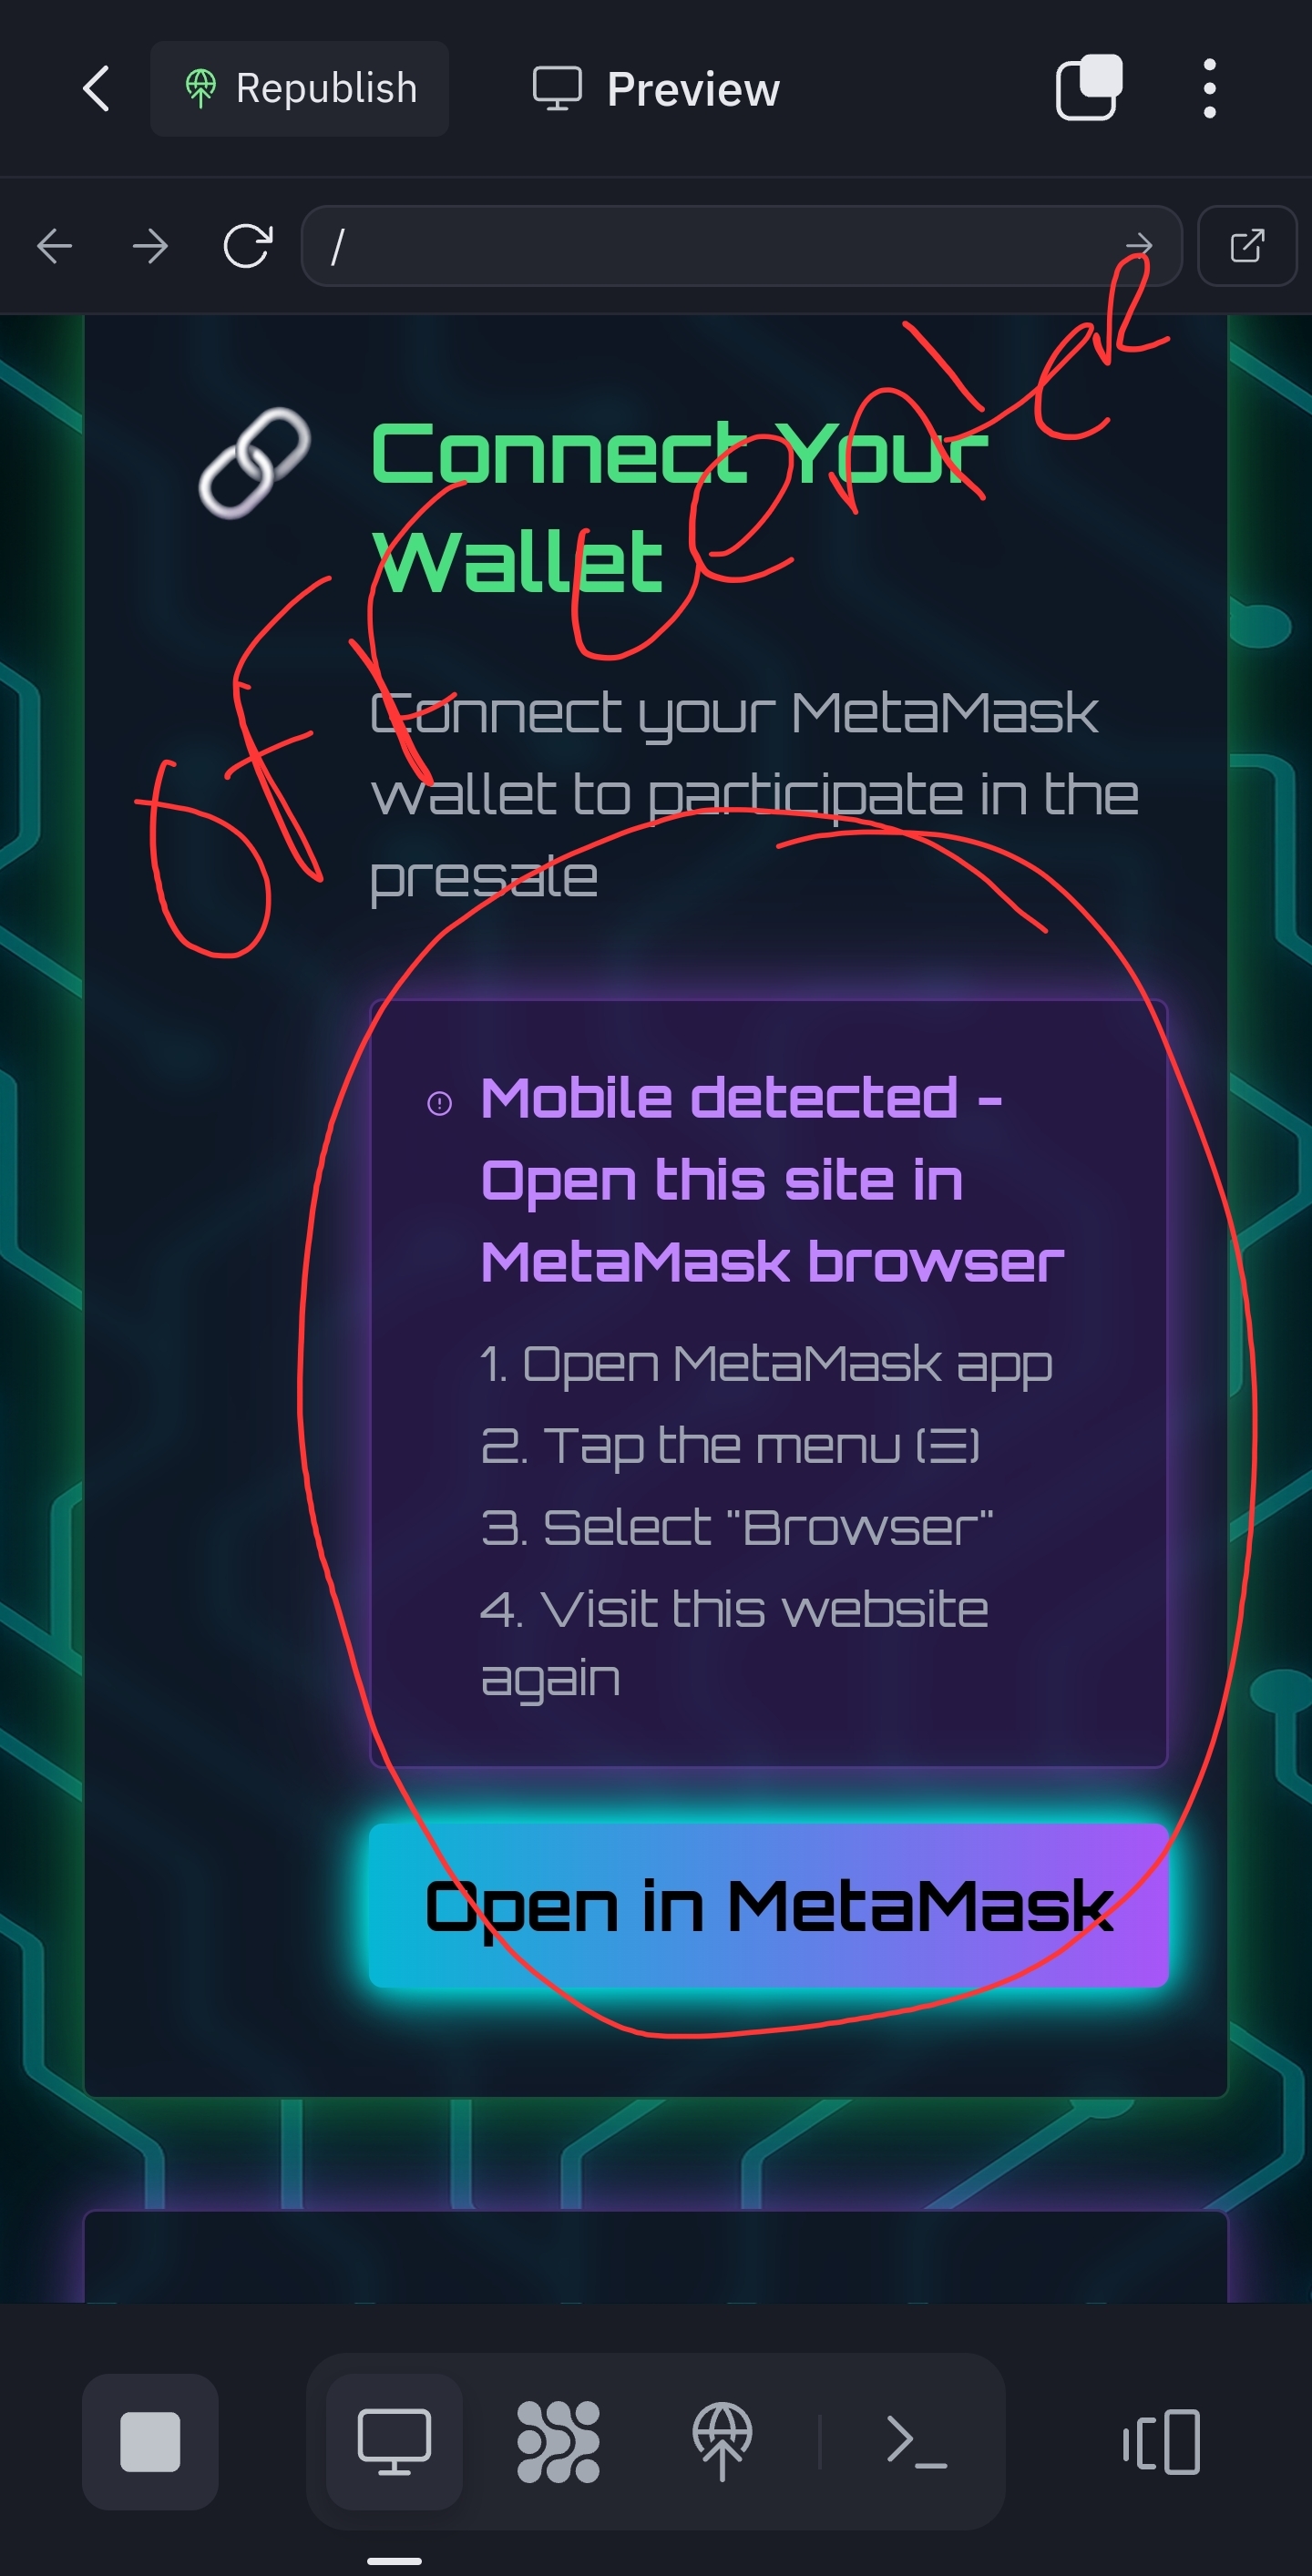 Republish Preview
/
Connect Your
Wallet
OFF CeNter
Connect your MetaMask
wallet to participate in the
presale
Mobile detected -
Open this site in
MetaMask browser
1. Open MetaMask app
2. Tap the menu (☰)
3. Select "Browser"
4. Visit this website
again
Open in MetaMask